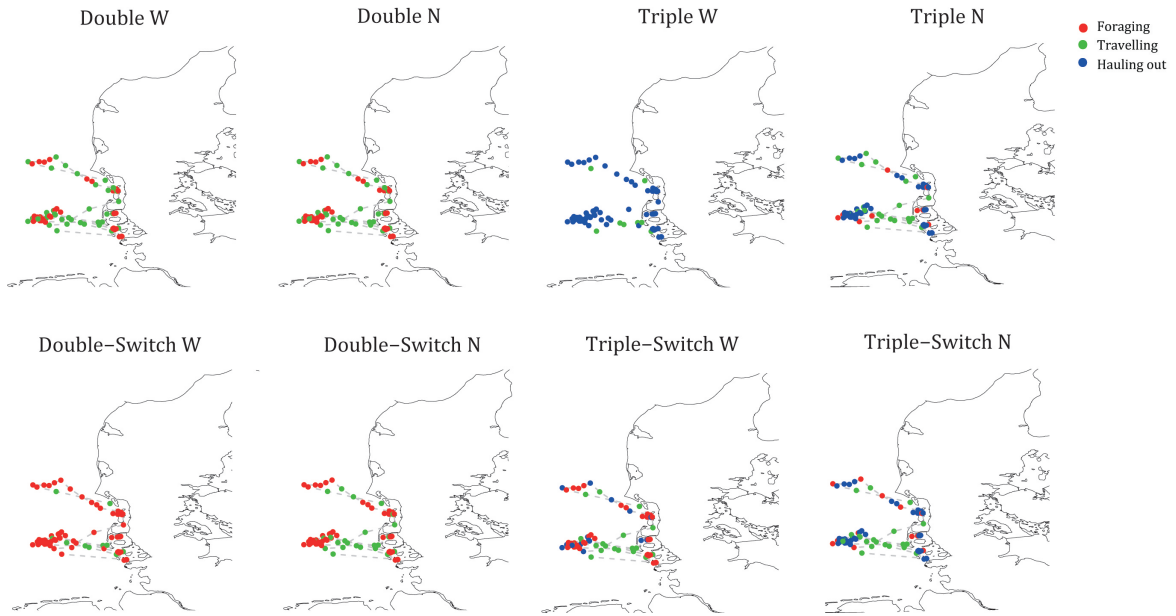 Double W
Double N
Triple W
Triple N
Foraging
Travelling
Hauling out
Double−Switch W
Double−Switch N
Triple−Switch W
Triple−Switch N